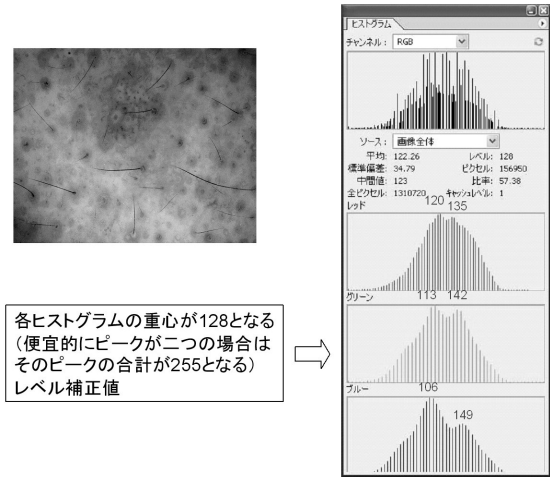 ヒストグラム
チャンネル： RGB
ソース： 画像全体
平均: 122.26 レベル: 128
標準偏差: 34.79 ピクセル: 156950
中間値: 123 比率: 57.38
全ピクセル: 1310720 キャッシュレベル: 1
120 135
レッド
113 142
グリーン
106
ブルー
149
各ヒストグラムの重心が128となる
（便宜的にピークが二つの場合は
そのピークの合計が255となる）
レベル補正値